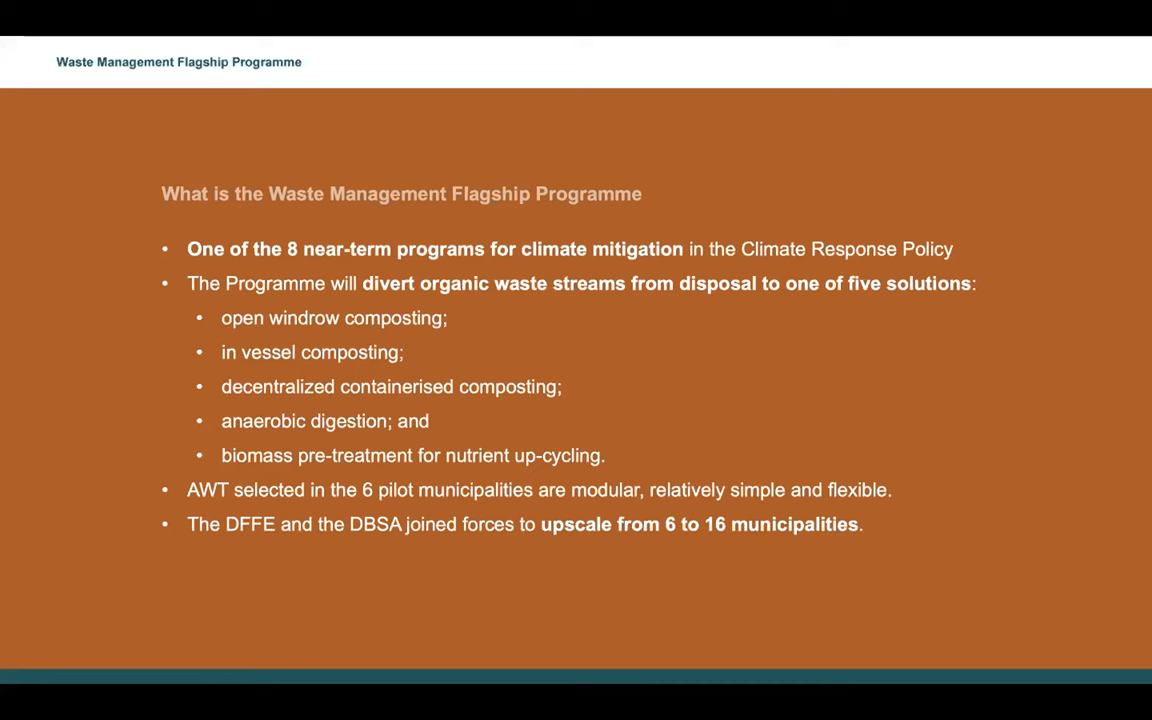 Waste Management Flagship Programme
What is the Waste Management Flagship Programme
• One of the 8 near-term programs for climate mitigation in the Climate Response Policy
• The Programme will divert organic waste streams from disposal to one of five solutions:
• open windrow composting;
• in vessel composting;
• decentralized containerised composting;
• anaerobic digestion; and
• biomass pre-treatment for nutrient up-cycling.
• AWT selected in the 6 pilot municipalities are modular, relatively simple and flexible.
• The DFFE and the DBSA joined forces to upscale from 6 to 16 municipalities.